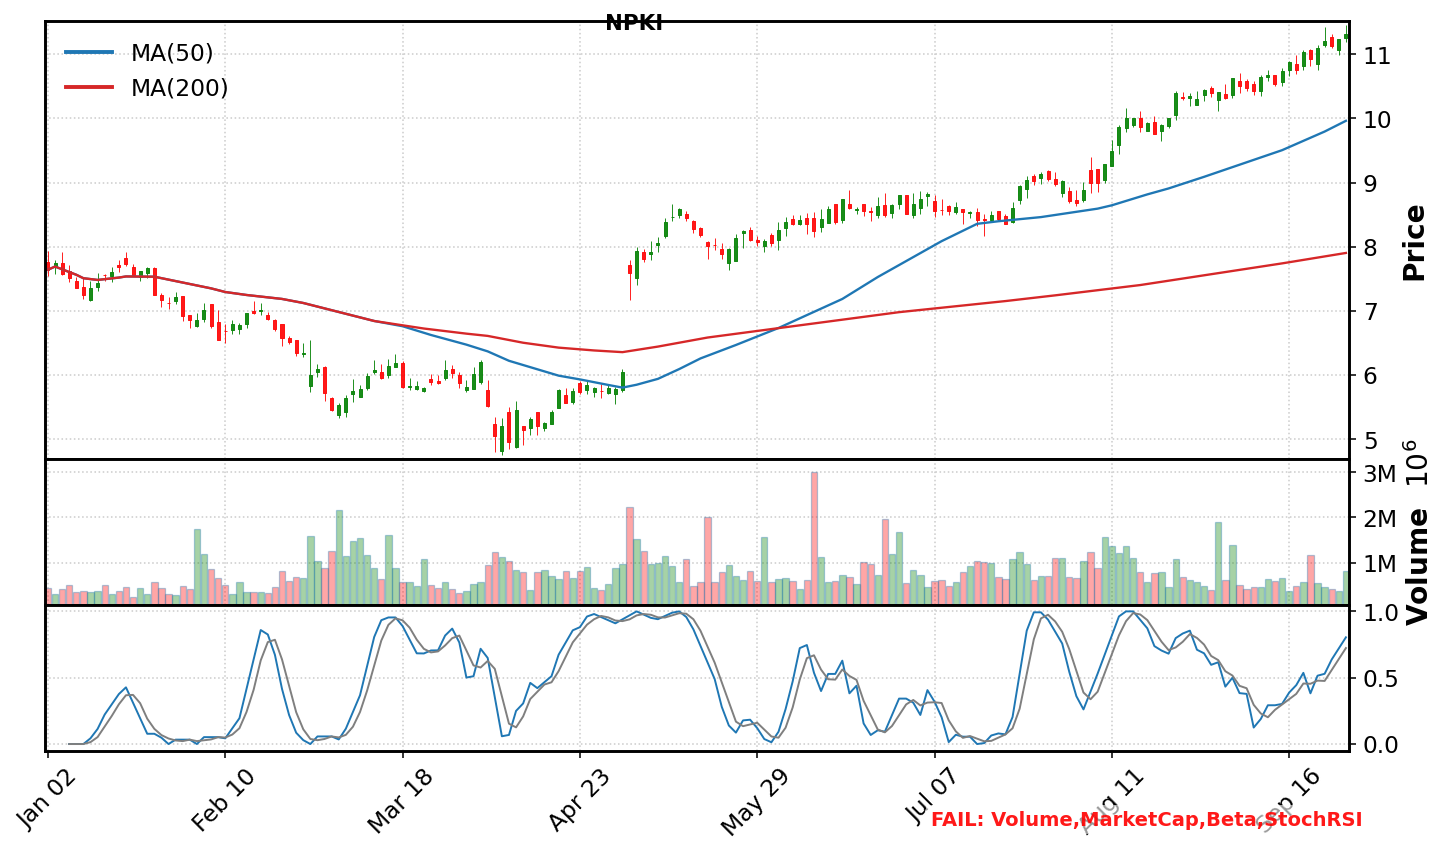 NPKI
MA(50)
MA(200)
11
10
9
8
7
6
5
Price
3M
2M
1M
Volume 10^6
1.0
0.5
0.0
Jan 02
Feb 10
Mar 18
Apr 23
May 29
Jul 07
Aug 11
Sep 16
FAIL: Volume,MarketCap,Beta,StochRSI